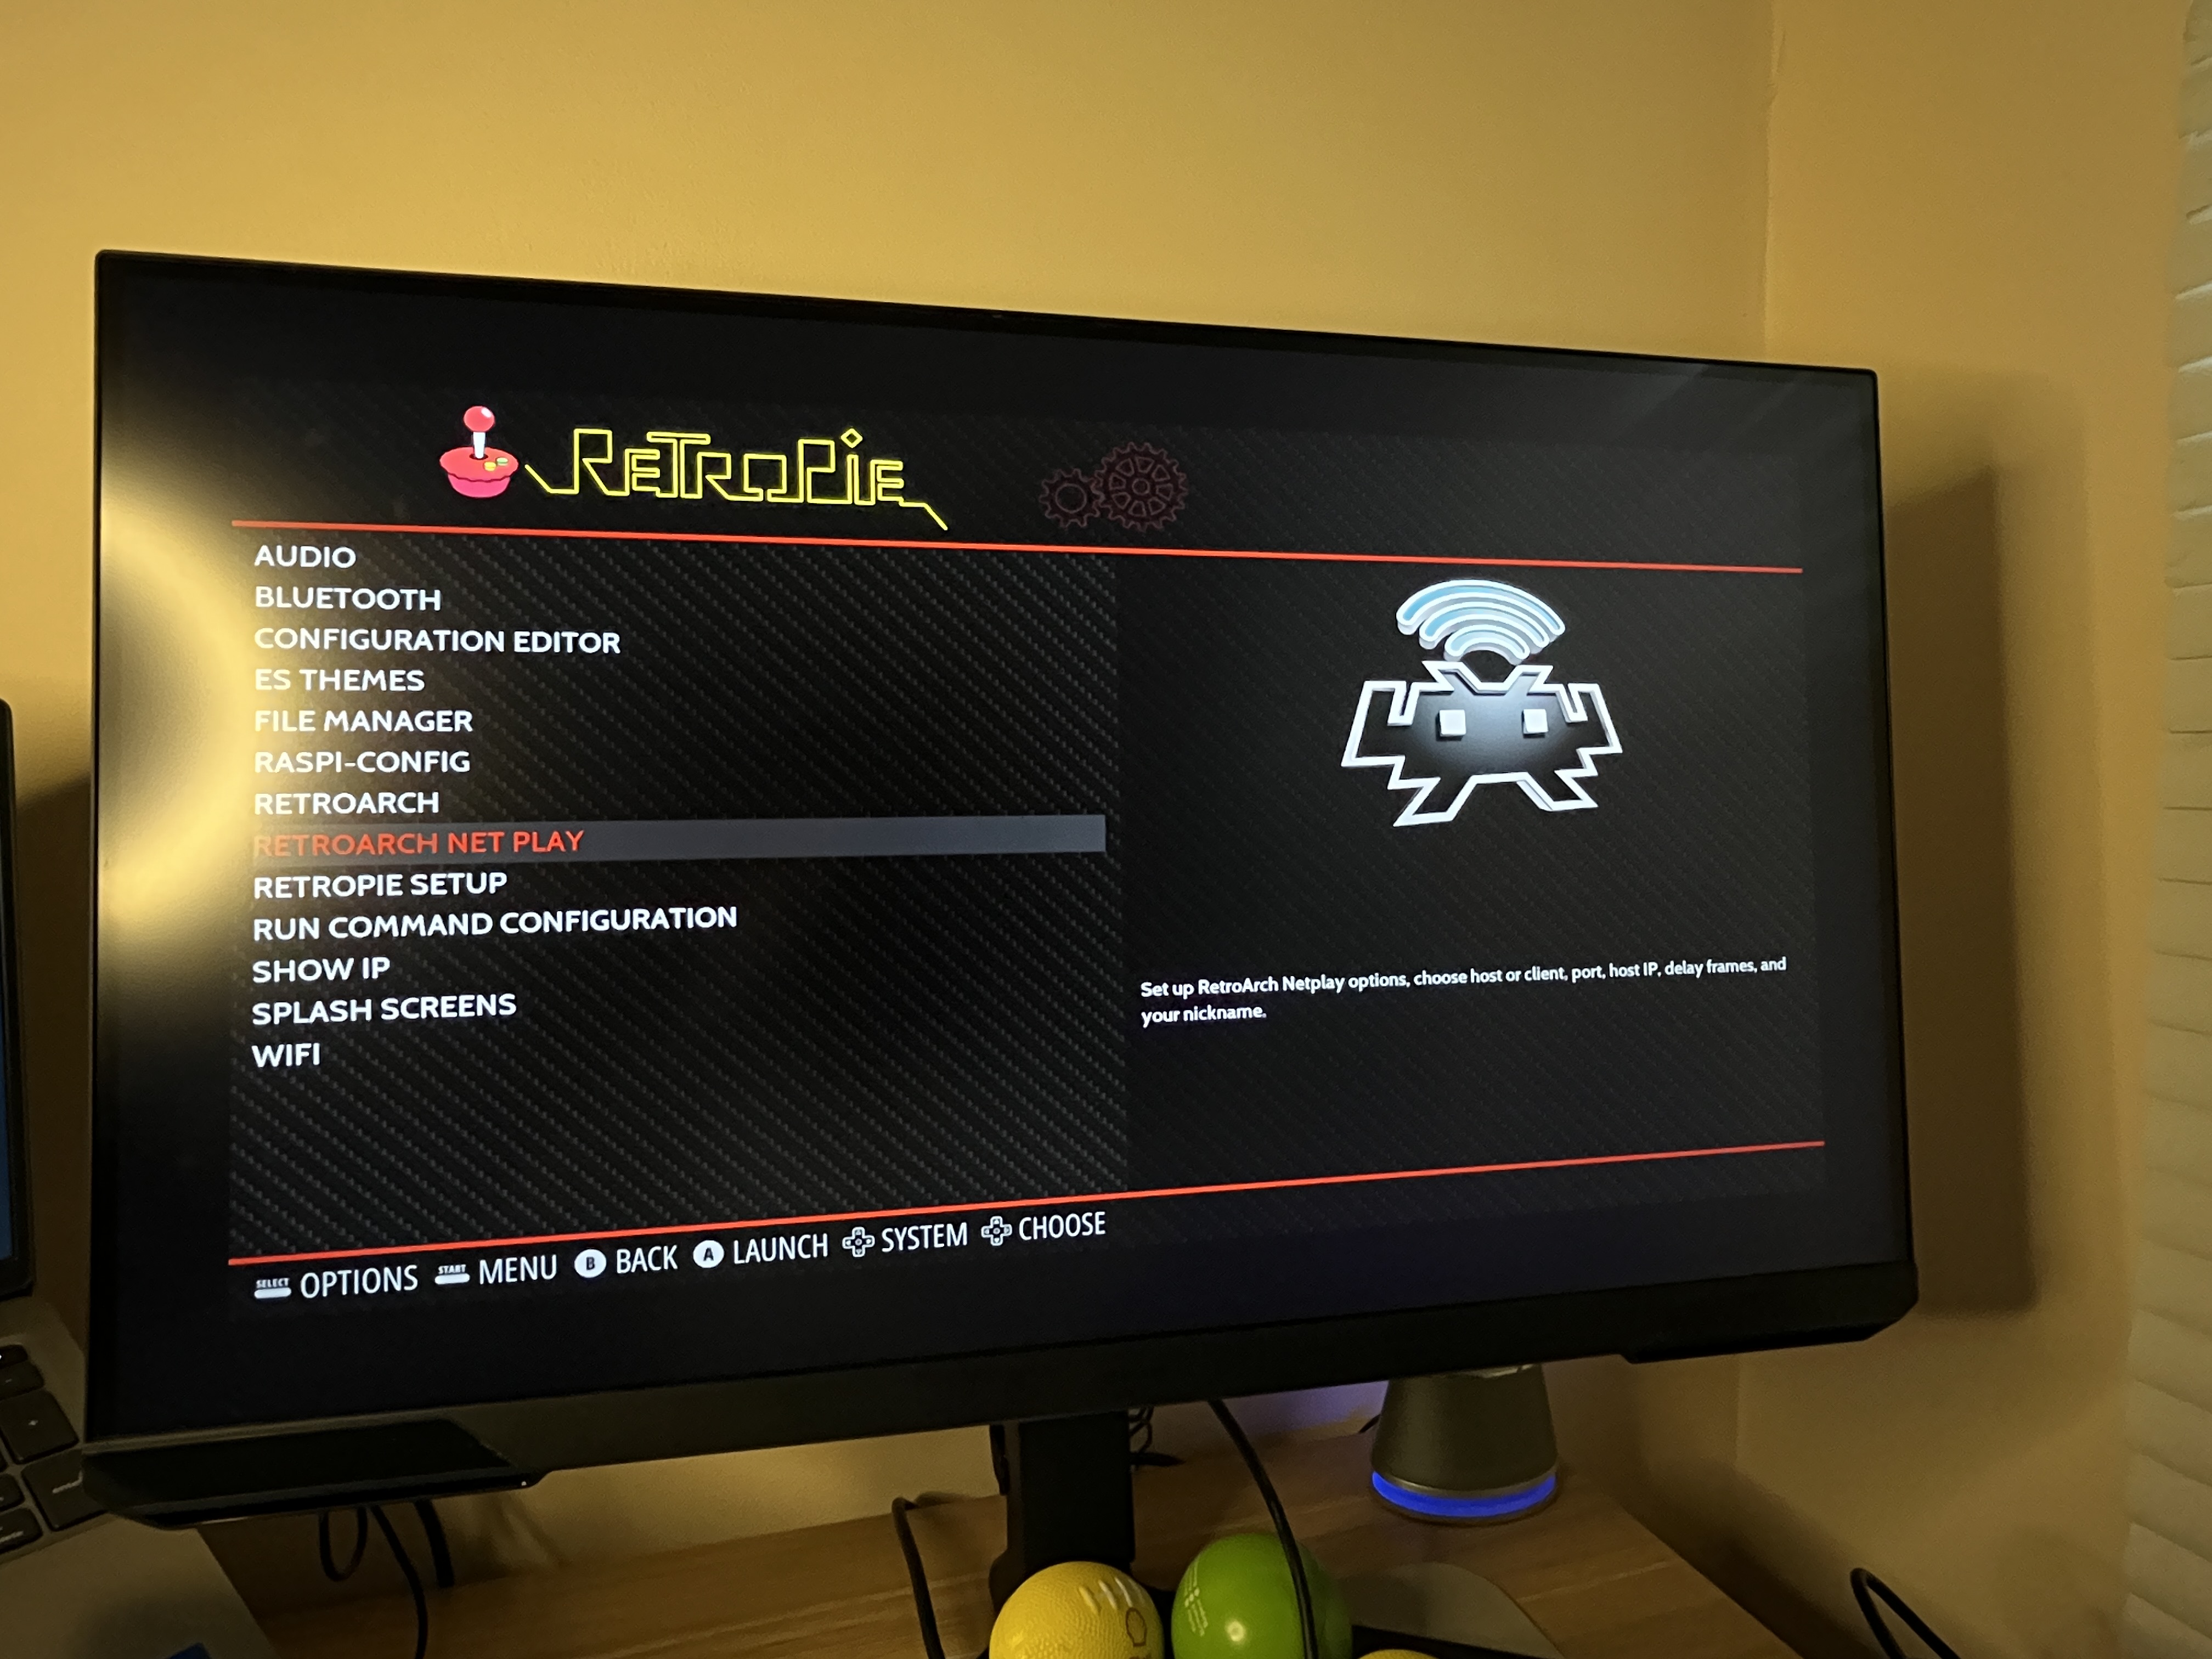 RETROPIE
AUDIO
BLUETOOTH
CONFIGURATION EDITOR
ES THEMES
FILE MANAGER
RASPI-CONFIG
RETROARCH
RETROARCH NET PLAY
RETROPIE SETUP
RUN COMMAND CONFIGURATION
SHOW IP
SPLASH SCREENS
WIFI
Set up RetroArch Netplay options, choose host or client, port, host IP, delay frames, and
your nickname.
SELECT OPTIONS START MENU B BACK A LAUNCH SYSTEM CHOOSE